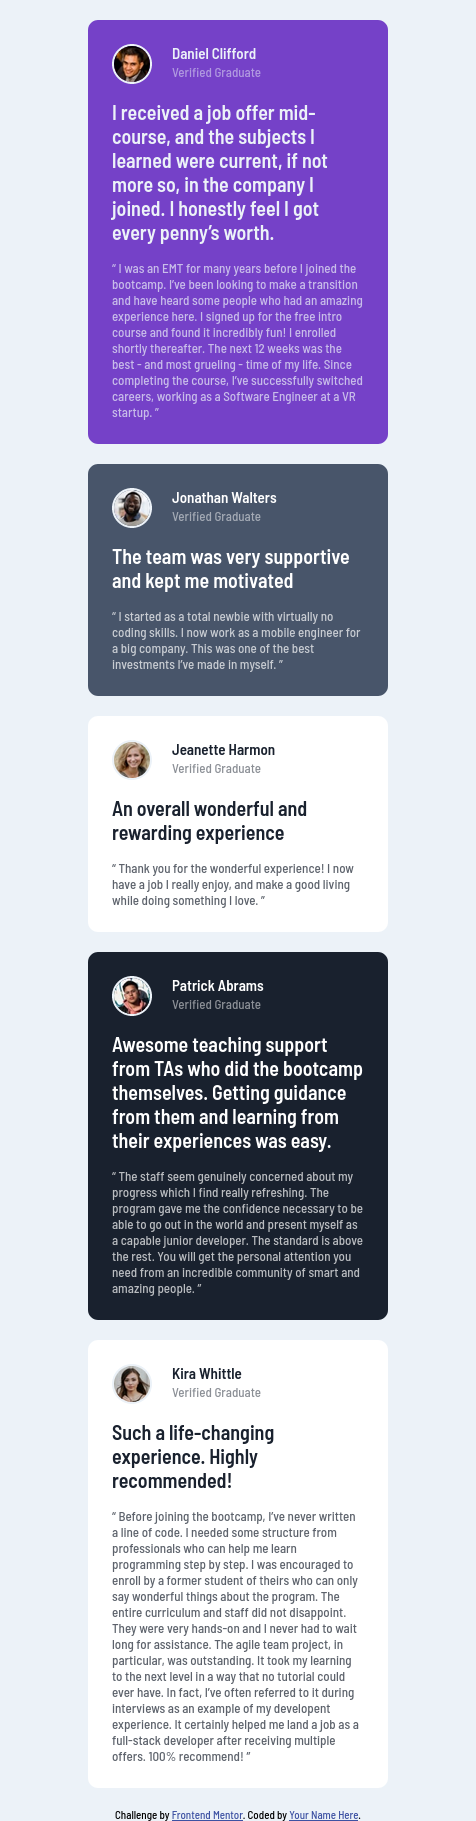 Daniel Clifford
Verified Graduate
I received a job offer mid-
course, and the subjects I
learned were current, if not
more so, in the company I
joined. I honestly feel I got
every penny’s worth.
“ I was an EMT for many years before I joined the
bootcamp. I’ve been looking to make a transition
and have heard some people who had an amazing
experience here. I signed up for the free intro
course and found it incredibly fun! I enrolled
shortly thereafter. The next 12 weeks was the
best - and most grueling - time of my life. Since
completing the course, I’ve successfully switched
careers, working as a Software Engineer at a VR
startup. ”
Jonathan Walters
Verified Graduate
The team was very supportive
and kept me motivated
“ I started as a total newbie with virtually no
coding skills. I now work as a mobile engineer for
a big company. This was one of the best
investments I’ve made in myself. ”
Jeanette Harmon
Verified Graduate
An overall wonderful and
rewarding experience
“ Thank you for the wonderful experience! I now
have a job I really enjoy, and make a good living
while doing something I love. ”
Patrick Abrams
Verified Graduate
Awesome teaching support
from TAs who did the bootcamp
themselves. Getting guidance
from them and learning from
their experiences was easy.
“ The staff seem genuinely concerned about my
progress which I find really refreshing. The
program gave me the confidence necessary to be
able to go out in the world and present myself as
a capable junior developer. The standard is above
the rest. You will get the personal attention you
need from an incredible community of smart and
amazing people. ”
Kira Whittle
Verified Graduate
Such a life-changing
experience. Highly
recommended!
“ Before joining the bootcamp, I’ve never written
a line of code. I needed some structure from
professionals who can help me learn
programming step by step. I was encouraged to
enroll by a former student of theirs who can only
say wonderful things about the program. The
entire curriculum and staff did not disappoint.
They were very hands-on and I never had to wait
long for assistance. The agile team project, in
particular, was outstanding. It took my learning
to the next level in a way that no tutorial could
ever have. In fact, I’ve often referred to it during
interviews as an example of my developent
experience. It certainly helped me land a job as a
full-stack developer after receiving multiple
offers. 100% recommend! ”
Challenge by Frontend Mentor. Coded by Your Name Here.